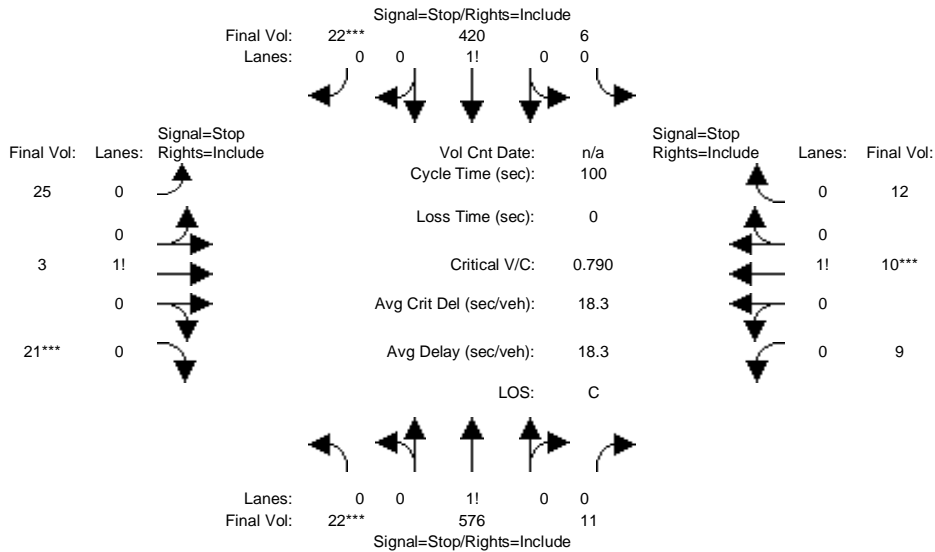 Signal=Stop/Rights=Include
Final Vol: 22*** 420 6
Lanes: 0 0 1! 0 0
Signal=Stop
Final Vol: Lanes: Rights=Include
Vol Cnt Date: n/a
Signal=Stop
Rights=Include Lanes: Final Vol:
Cycle Time (sec): 100
25 0
0 12
Loss Time (sec): 0
0
0
3 1!
Critical V/C: 0.790
1! 10***
0
Avg Crit Del (sec/veh): 18.3
0
21*** 0
Avg Delay (sec/veh): 18.3
0 9
LOS: C
Lanes: 0 0 1! 0 0
Final Vol: 22*** 576 11
Signal=Stop/Rights=Include